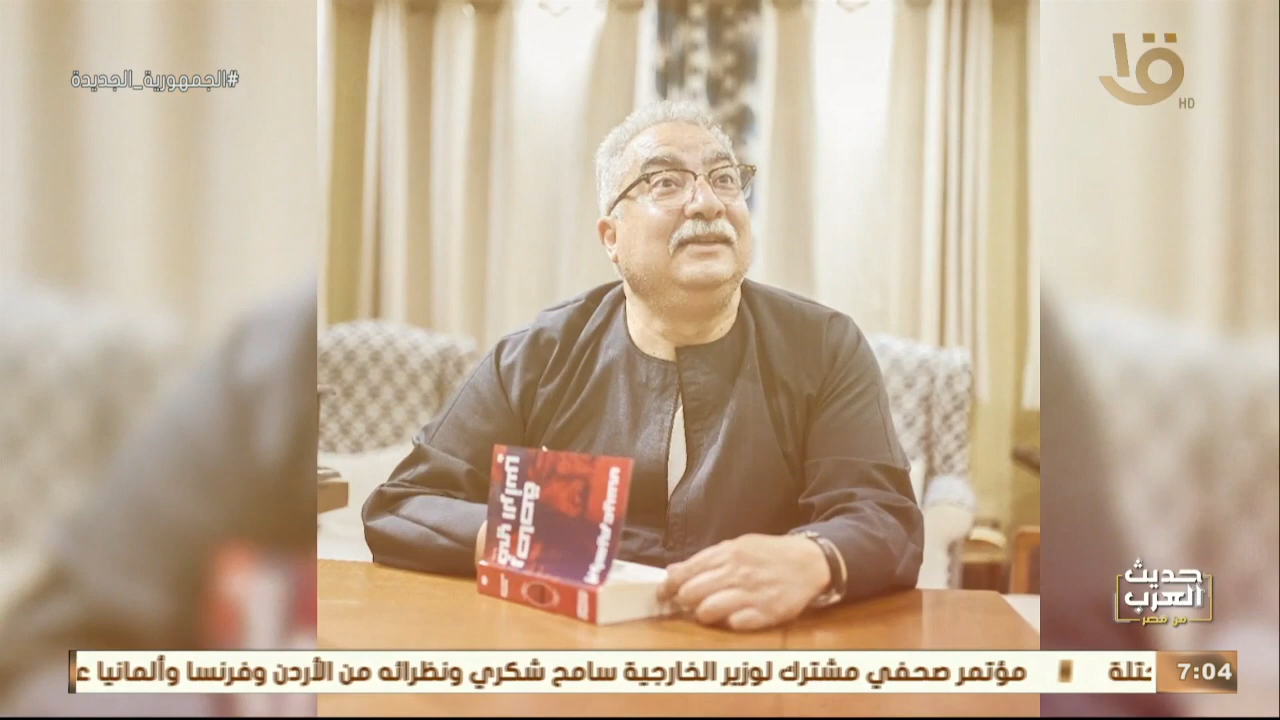 #الجمهورية_الجديدة
HD
حديث
العرب
من مصر
7:04
مؤتمر صحفي مشترك لوزير الخارجية سامح شكري ونظرائه من الأردن وفرنسا وألمانيا ع